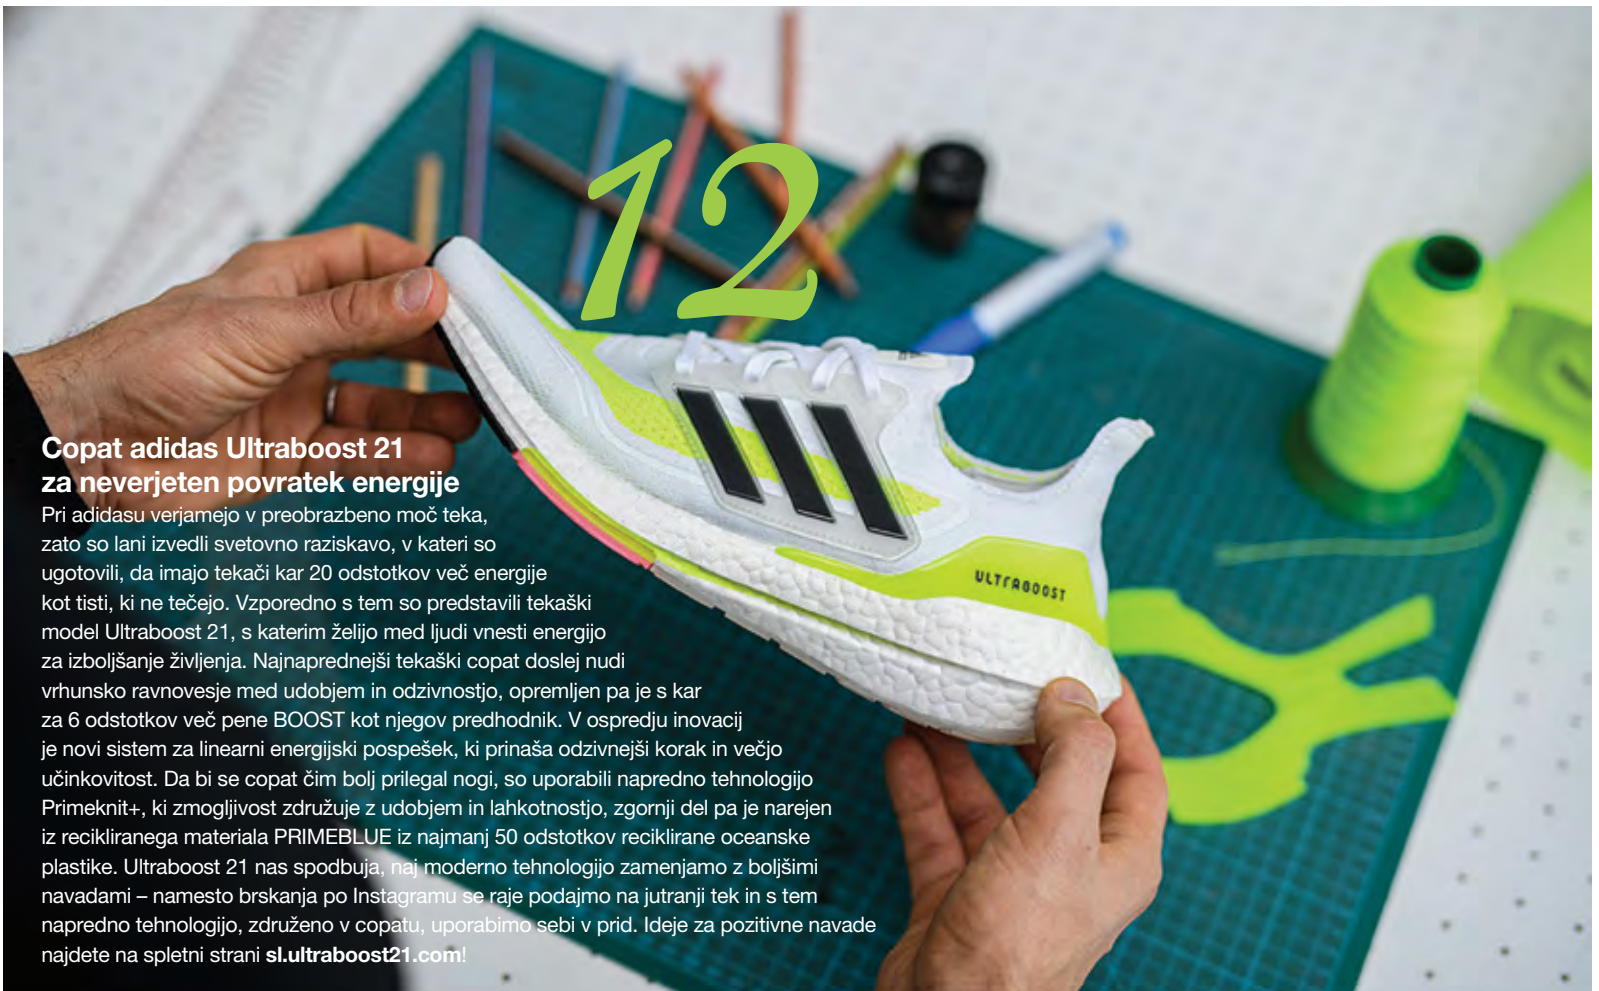 12
Copat adidas Ultraboost 21
za neverjeten povratek energije
Pri adidasu verjamejo v preobrazbeno moč teka,
zato so lani izvedli svetovno raziskavo, v kateri so
ugotovili, da imajo tekači kar 20 odstotkov več energije
kot tisti, ki ne tečejo. Vzporedno s tem so predstavili tekaški
model Ultraboost 21, s katerim želijo med ljudi vnesti energijo
za izboljšanje življenja. Najnaprednejši tekaški copat doslej nudi
vrhunsko ravnovesje med udobjem in odzivnostjo, opremljen pa je s kar
za 6 odstotkov več pene BOOST kot njegov predhodnik. V ospredju inovacij
je novi sistem za linearni energijski pospešek, ki prinaša odzivnejši korak in večjo
učinkovitost. Da bi se copat čim bolj prilegal nogi, so uporabili napredno tehnologijo
Primeknit+, ki zmogljivost združuje z udobjem in lahkotnostjo, zgornji del pa je narejen
iz recikliranega materiala PRIMEBLUE iz najmanj 50 odstotkov reciklirane oceanske
plastike. Ultraboost 21 nas spodbuja, naj moderno tehnologijo zamenjamo z boljšimi
navadami – namesto brskanja po Instagramu se raje podajmo na jutranji tek in s tem
napredno tehnologijo, združeno v copatu, uporabimo sebi v prid. Ideje za pozitivne navade
najdete na spletni strani sl.ultraboost21.com!
ULTRABOOST